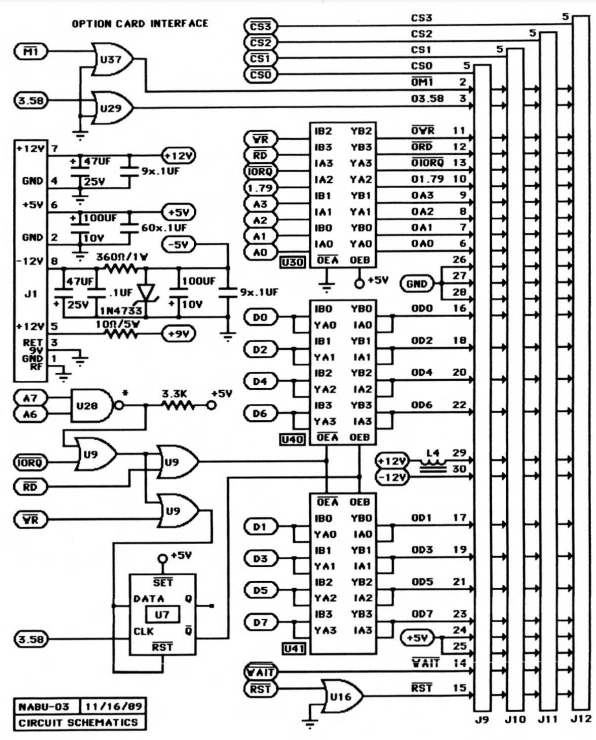 OPTION CARD INTERFACE
M1
U37
3.58
U29
CS3
CS2
CS1
CS0
CS3 5
CS2 5
CS1 5
CS0 5
OM1 2
O3.58 3
+12V 7
47UF
25V
9x.1UF
+12V
GND 4
+5V 6
100UF
10V
60x.1UF
+5V
GND 2
-5V
-12V 8
360Ω/1W
47UF
25V
.1UF
1N4733
100UF
10V
9x.1UF
J1
+12V 5
10Ω/5W
+9V
RET 3
9V
GND 1
RF
WR IB2 YB2 OWR 11
RD IB3 YB3 ORD 12
IORQ IA3 YA3 OIORQ 13
1.79 IA2 YA2 O1.79 10
A3 IB1 YB1 OA3 9
A2 IA1 YA1 OA2 8
A1 IB0 YB0 OA1 7
A0 IA0 YA0 OA0 6
U30 OEA OEB
+5V
GND
26
27
28
D0 IB0 YB0 OD0 16
YA0 IA0
D2 IB1 YB1 OD2 18
YA1 IA1
D4 IB2 YB2 OD4 20
YA2 IA2
D6 IB3 YB3 OD6 22
YA3 IA3
U40 OEA OEB
A7
A6
U28
*
3.3K
+5V
IORQ
U9
RD
U9
WR
U9
+12V L4 29
-12V 30
OEA OEB
D1 IB0 YB0 OD1 17
YA0 IA0
D3 IB1 YB1 OD3 19
YA1 IA1
D5 IB2 YB2 OD5 21
YA2 IA2
D7 IB3 YB3 OD7 23
YA3 IA3
U41
+5V 24
25
+5V
SET
DATA Q
U7
CLK Q
RST
3.58
WAIT WAIT 14
RST U16 RST 15
NABU-03 11/16/89
CIRCUIT SCHEMATICS
J9 J10 J11 J12